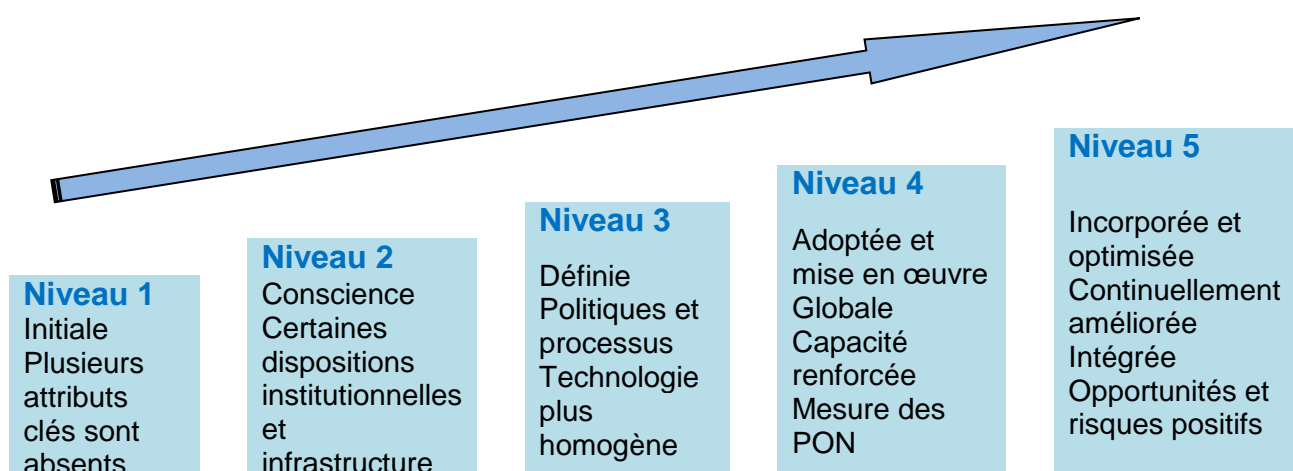 Niveau 1
Initiale
Plusieurs
attributs
clés sont
absents
Niveau 2
Conscience
Certaines
dispositions
institutionnelles
et
infrastructure
Niveau 3
Définie
Politiques et
processus
Technologie
plus
homogène
Niveau 4
Adoptée et
mise en œuvre
Globale
Capacité
renforcée
Mesure des
PON
Niveau 5
Incorporée et
optimisée
Continuellement
améliorée
Intégrée
Opportunités et
risques positifs